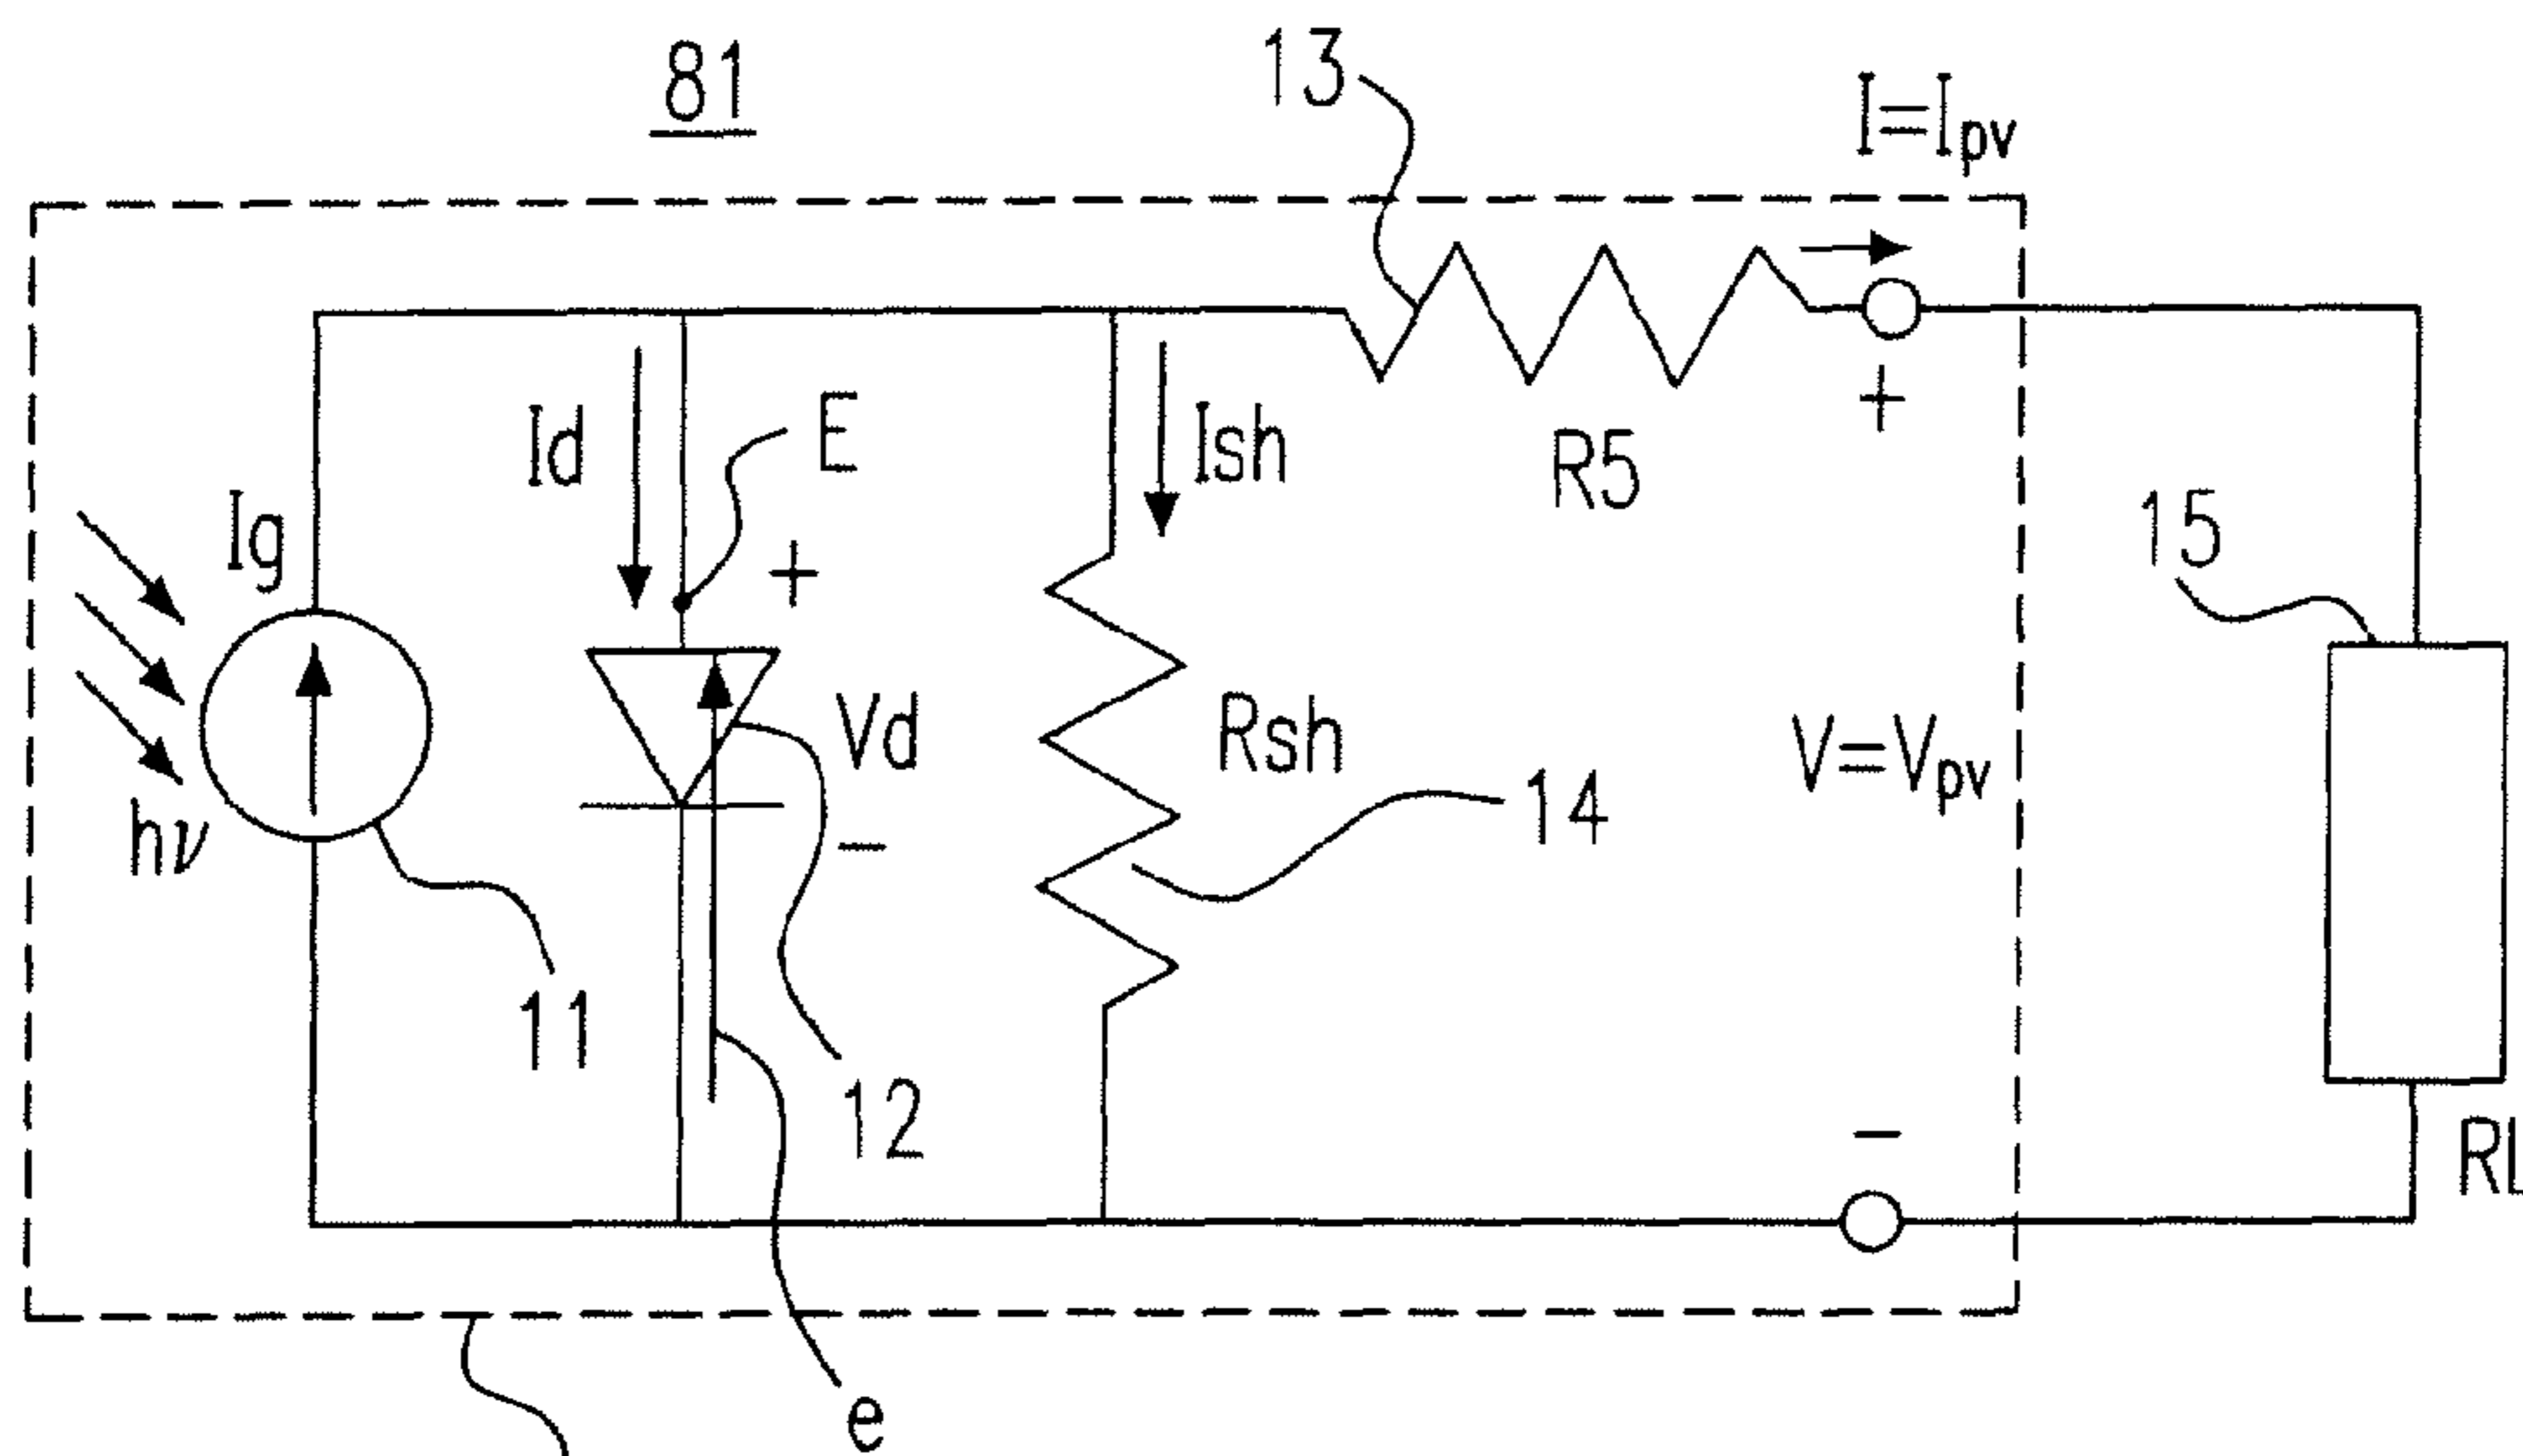 81
13
I=Ipv
+
R5
Id
E
Ish
Ig
+
15
hν
Vd
Rsh
V=Vpv
−
14
11
12
−
RL
e